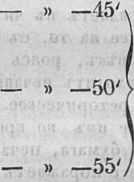 — » —45′
— » —50′
— » —55′